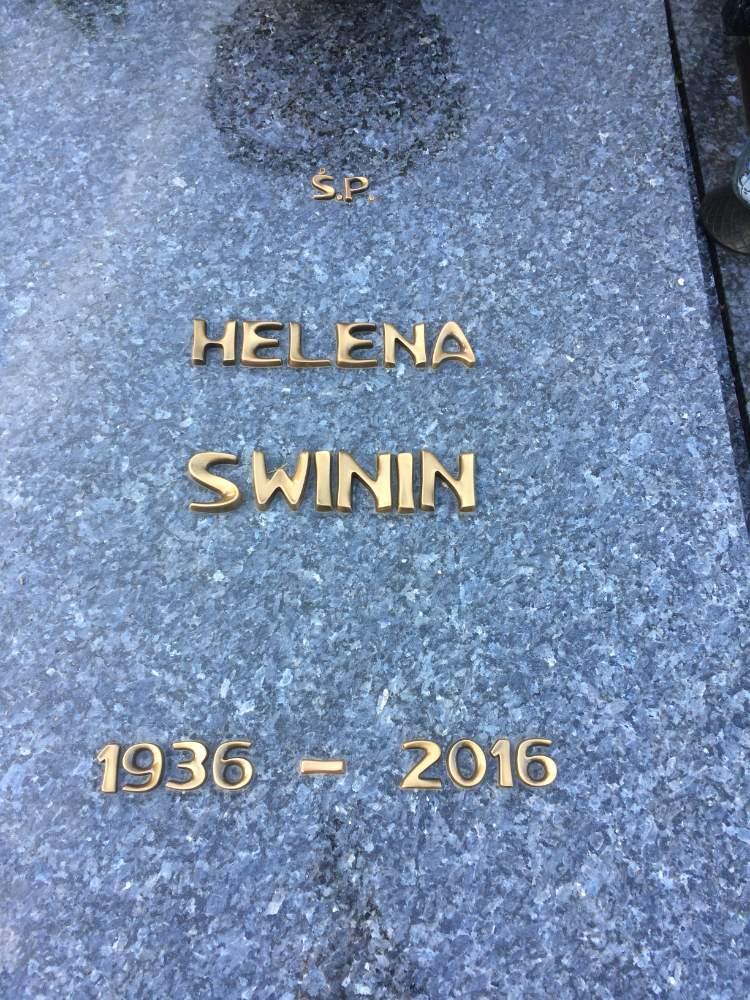 Ś.P.
HELENA
SWININ
1936 – 2016